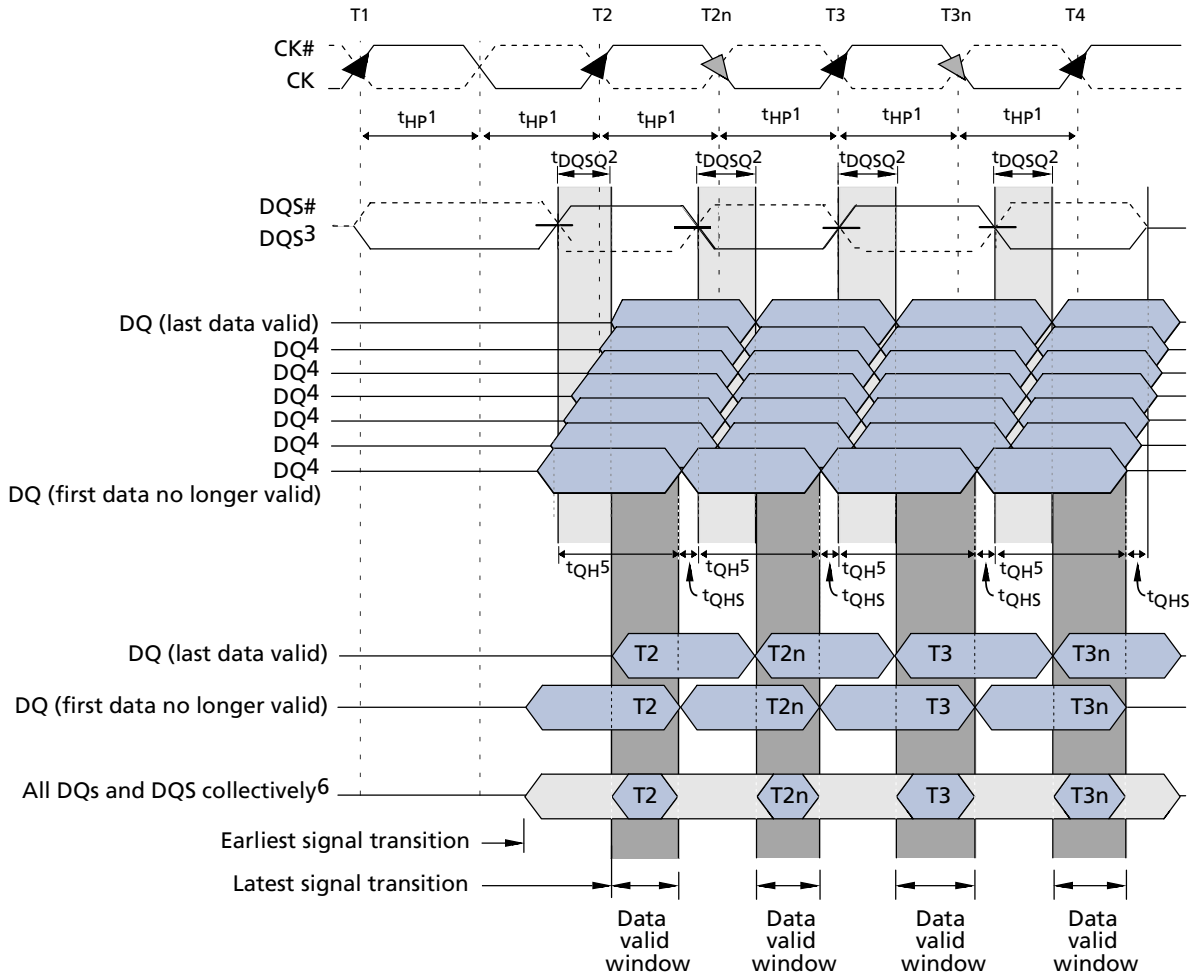 T1 T2 T2n T3 T3n T4
CK#
CK
tHP1 tHP1 tHP1 tHP1 tHP1 tHP1
tDQSQ2 tDQSQ2 tDQSQ2 tDQSQ2
DQS#
DQS3
DQ (last data valid)
DQ4
DQ4
DQ4
DQ4
DQ4
DQ4
DQ (first data no longer valid)
tQH5 tQH5 tQH5 tQH5
tQHS tQHS tQHS tQHS
DQ (last data valid) T2 T2n T3 T3n
DQ (first data no longer valid) T2 T2n T3 T3n
All DQs and DQS collectively6 T2 T2n T3 T3n
Earliest signal transition
Latest signal transition
Data Data Data Data
valid valid valid valid
window window window window